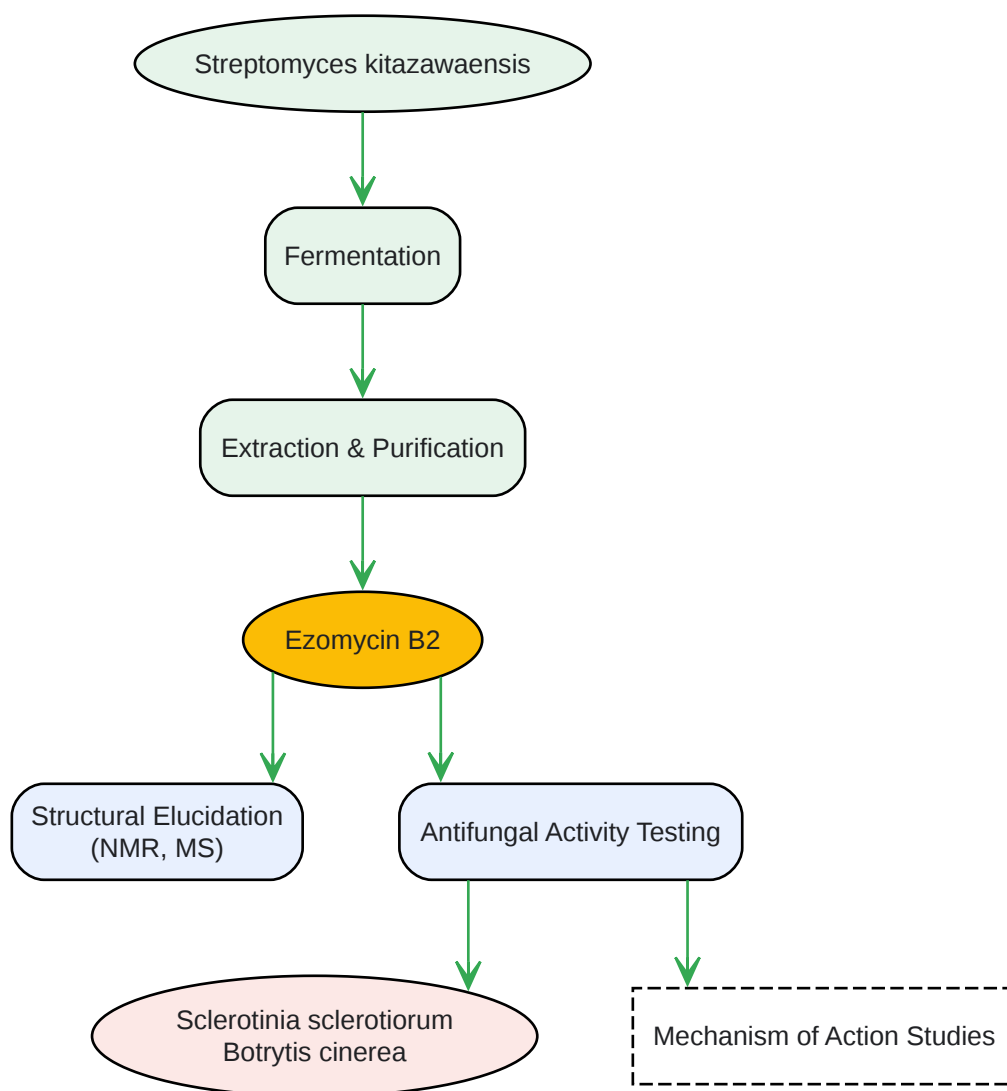 Streptomyces kitazawaensis
Fermentation
Extraction & Purification
Ezomycin B2
Structural Elucidation
(NMR, MS)
Antifungal Activity Testing
Sclerotinia sclerotiorum
Botrytis cinerea
Mechanism of Action Studies